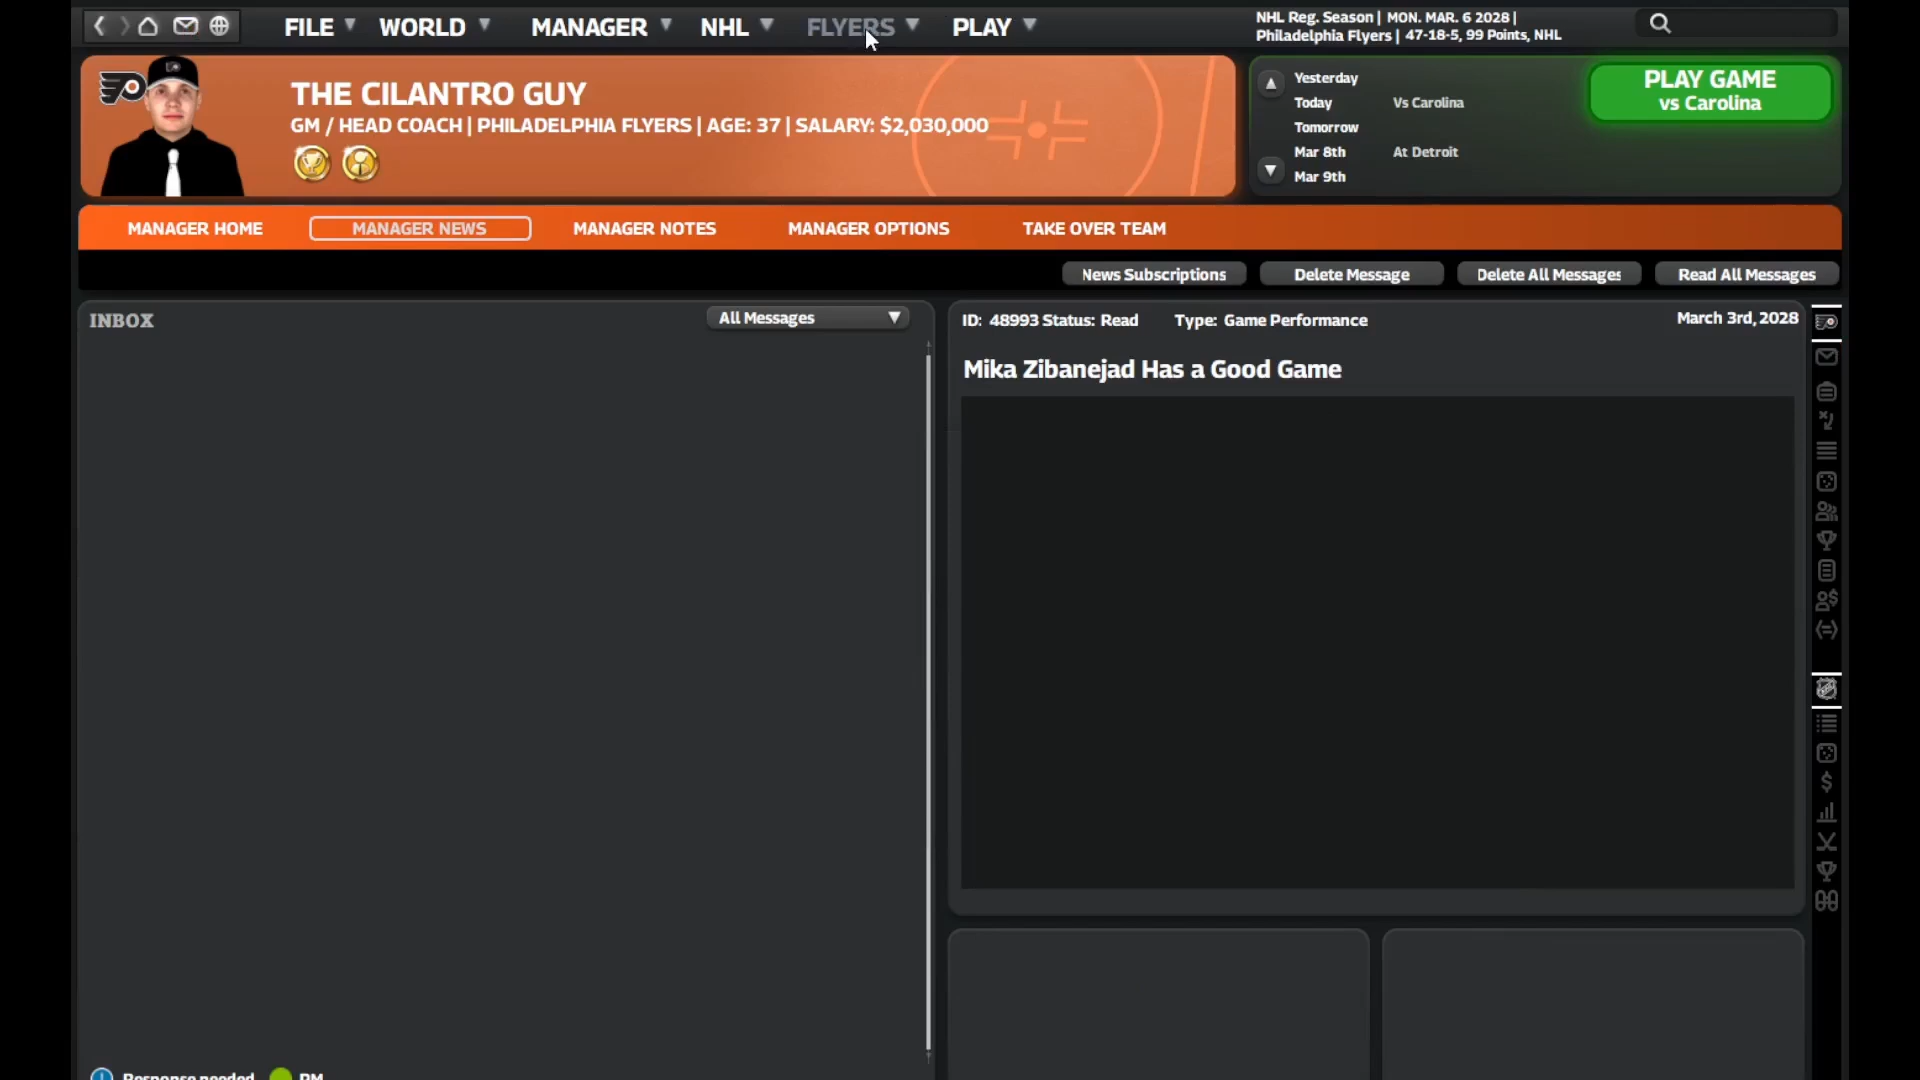 FILE ▼ WORLD ▼ MANAGER ▼ NHL ▼ FLYERS ▼ PLAY ▼
NHL Reg. Season | MON. MAR. 6 2028 |
Philadelphia Flyers | 47-18-5, 99 Points, NHL
THE CILANTRO GUY
GM / HEAD COACH | PHILADELPHIA FLYERS | AGE: 37 | SALARY: $2,030,000
Yesterday
Today Vs Carolina
Tomorrow
Mar 8th At Detroit
Mar 9th
PLAY GAME
vs Carolina
MANAGER HOME MANAGER NEWS MANAGER NOTES MANAGER OPTIONS TAKE OVER TEAM
News Subscriptions Delete Message Delete All Messages Read All Messages
INBOX All Messages ▼
ID: 48993 Status: Read Type: Game Performance March 3rd, 2028
Mika Zibanejad Has a Good Game
Response needed PM